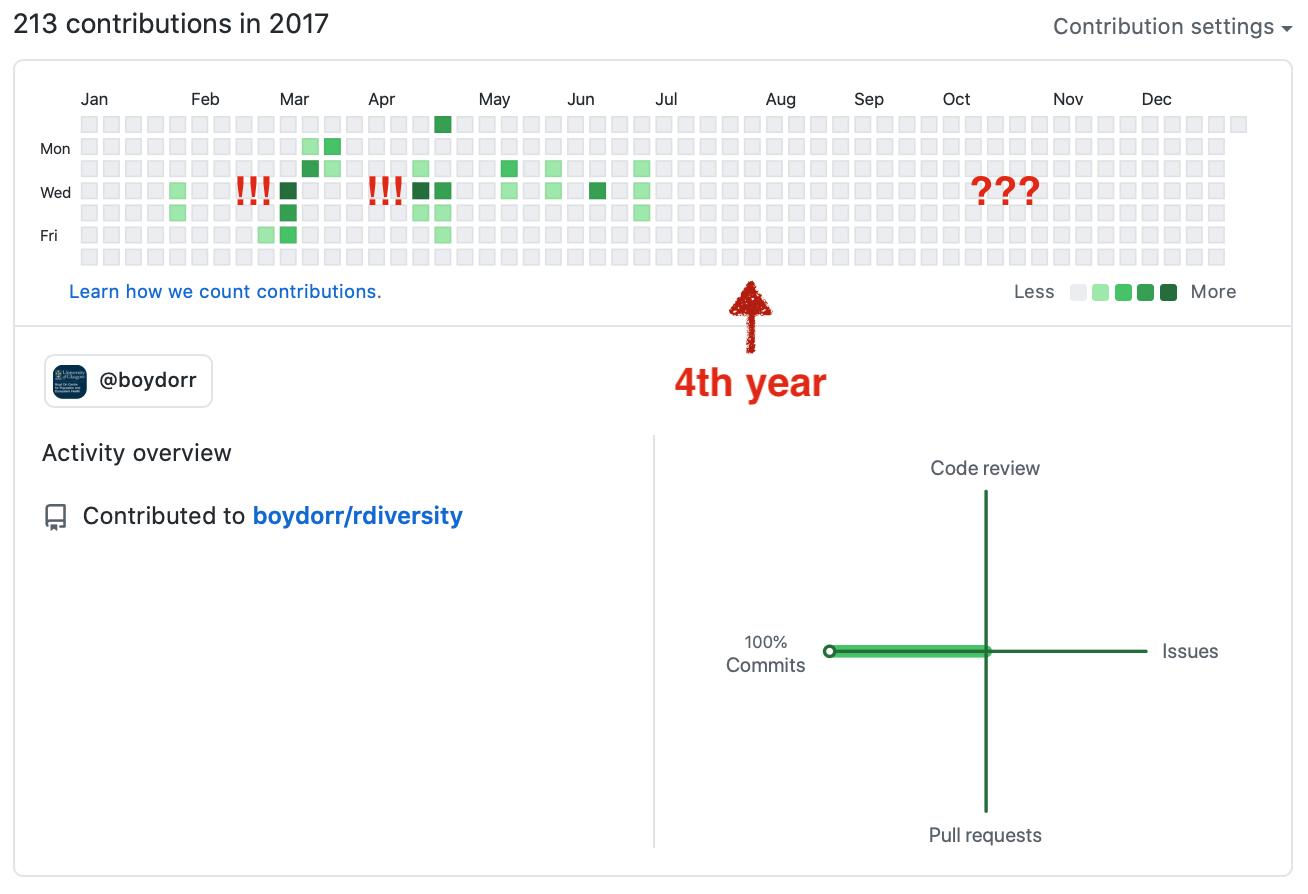 213 contributions in 2017
Contribution settings
Jan Feb Mar Apr May Jun Jul Aug Sep Oct Nov Dec
Mon
Wed !!! !!! ???
Fri
Learn how we count contributions.
Less More
4th year
@boydorr
Activity overview
Contributed to boydorr/rdiversity
Code review
100%
Commits
Issues
Pull requests